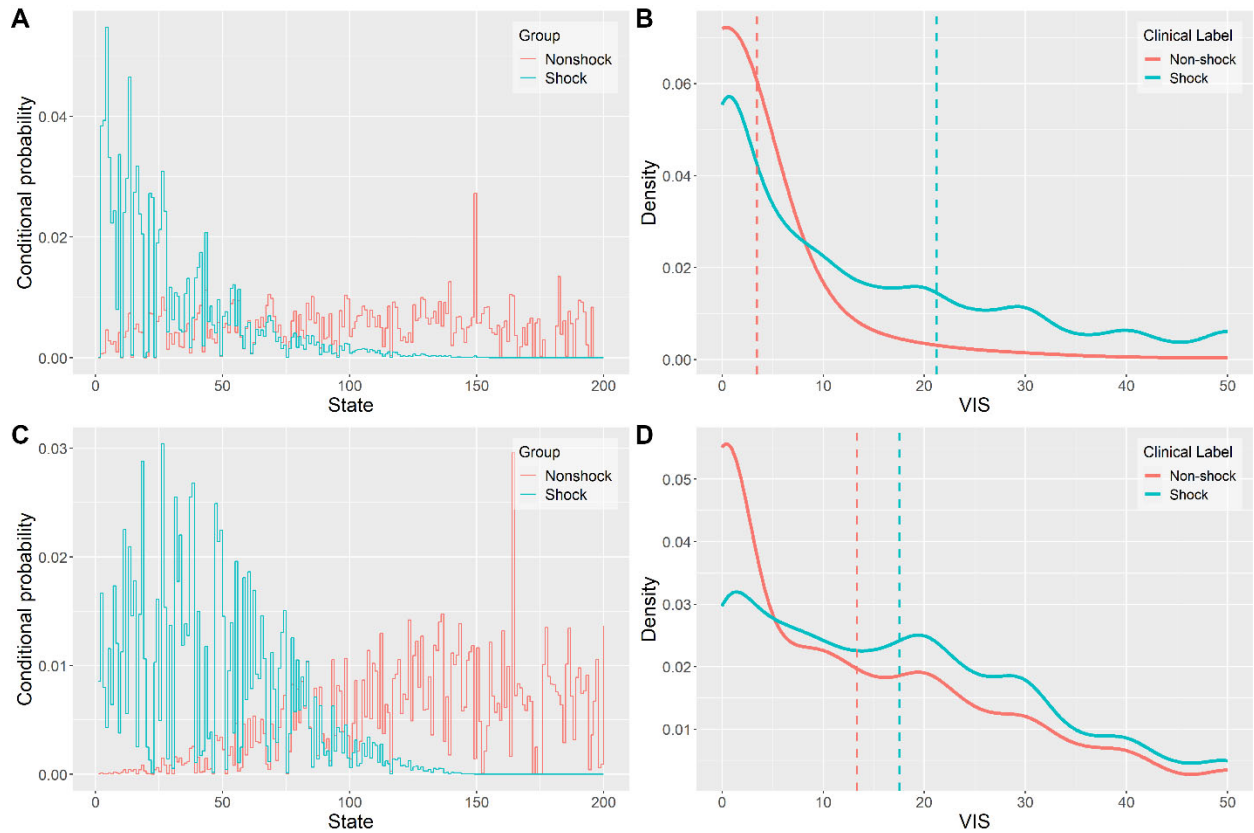 A
Conditional probability
0.04
0.02
0.00
Group
Nonshock
Shock
0 50 100 150 200
State
B
Density
0.06
0.04
0.02
0.00
Clinical Label
Non-shock
Shock
0 10 20 30 40 50
VIS
C
Conditional probability
0.03
0.02
0.01
0.00
Group
Nonshock
Shock
0 50 100 150 200
State
D
Density
0.05
0.04
0.03
0.02
0.01
Clinical Label
Non-shock
Shock
0 10 20 30 40 50
VIS